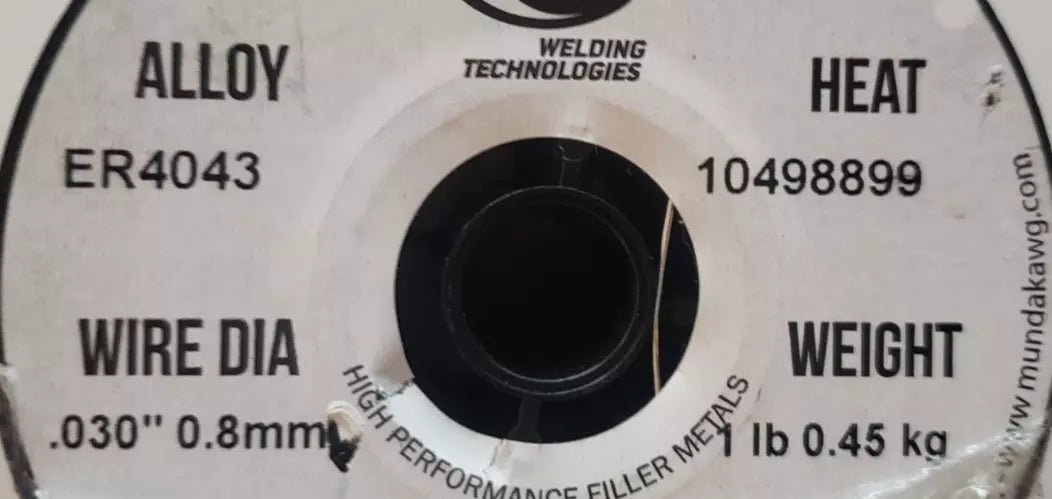 WELDING
TECHNOLOGIES
ALLOY
ER4043
HEAT
10498899
WIRE DIA
.030" 0.8mm
WEIGHT
1 lb 0.45 kg
HIGH PERFORMANCE FILLER METALS
www.mundakawg.com